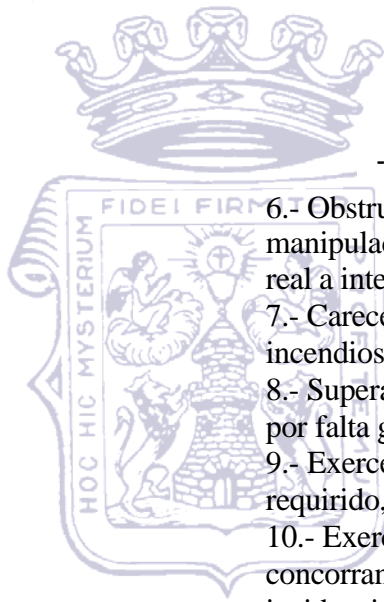 FIDEI FIRM
HOC HIC MYSTERIUM
6.- Obstru
manipulac
real a inte
7.- Carece
incendios
8.- Supera
por falta g
9.- Exerce
requirido,
10.- Exerc
concorran